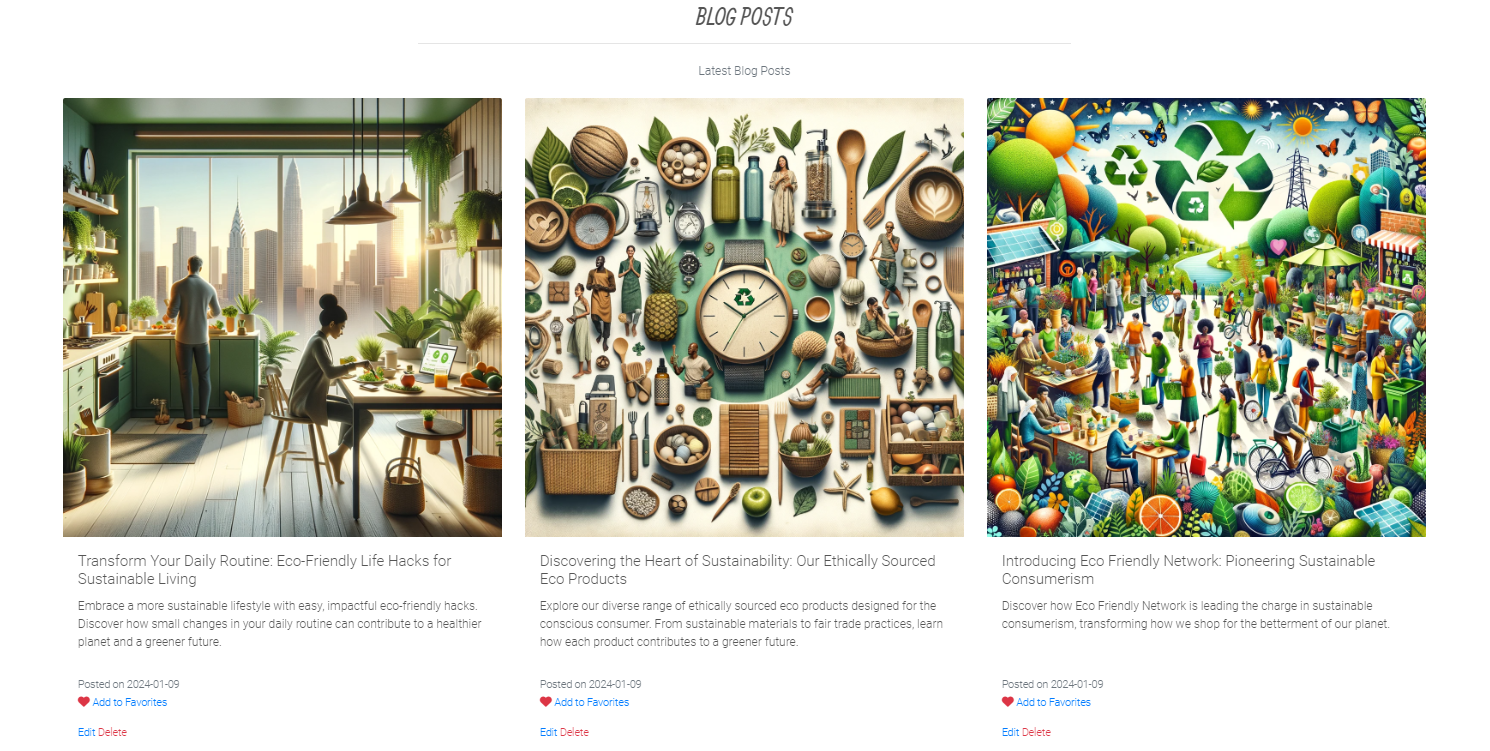 BLOG POSTS
Latest Blog Posts
Transform Your Daily Routine: Eco-Friendly Life Hacks for
Sustainable Living
Embrace a more sustainable lifestyle with easy, impactful eco-friendly hacks.
Discover how small changes in your daily routine can contribute to a healthier
planet and a greener future.
Posted on 2024-01-09
Add to Favorites
Edit Delete
Discovering the Heart of Sustainability: Our Ethically Sourced
Eco Products
Explore our diverse range of ethically sourced eco products designed for the
conscious consumer. From sustainable materials to fair trade practices, learn
how each product contributes to a greener future.
Posted on 2024-01-09
Add to Favorites
Edit Delete
Introducing Eco Friendly Network: Pioneering Sustainable
Consumerism
Discover how Eco Friendly Network is leading the charge in sustainable
consumerism, transforming how we shop for the betterment of our planet.
Posted on 2024-01-09
Add to Favorites
Edit Delete